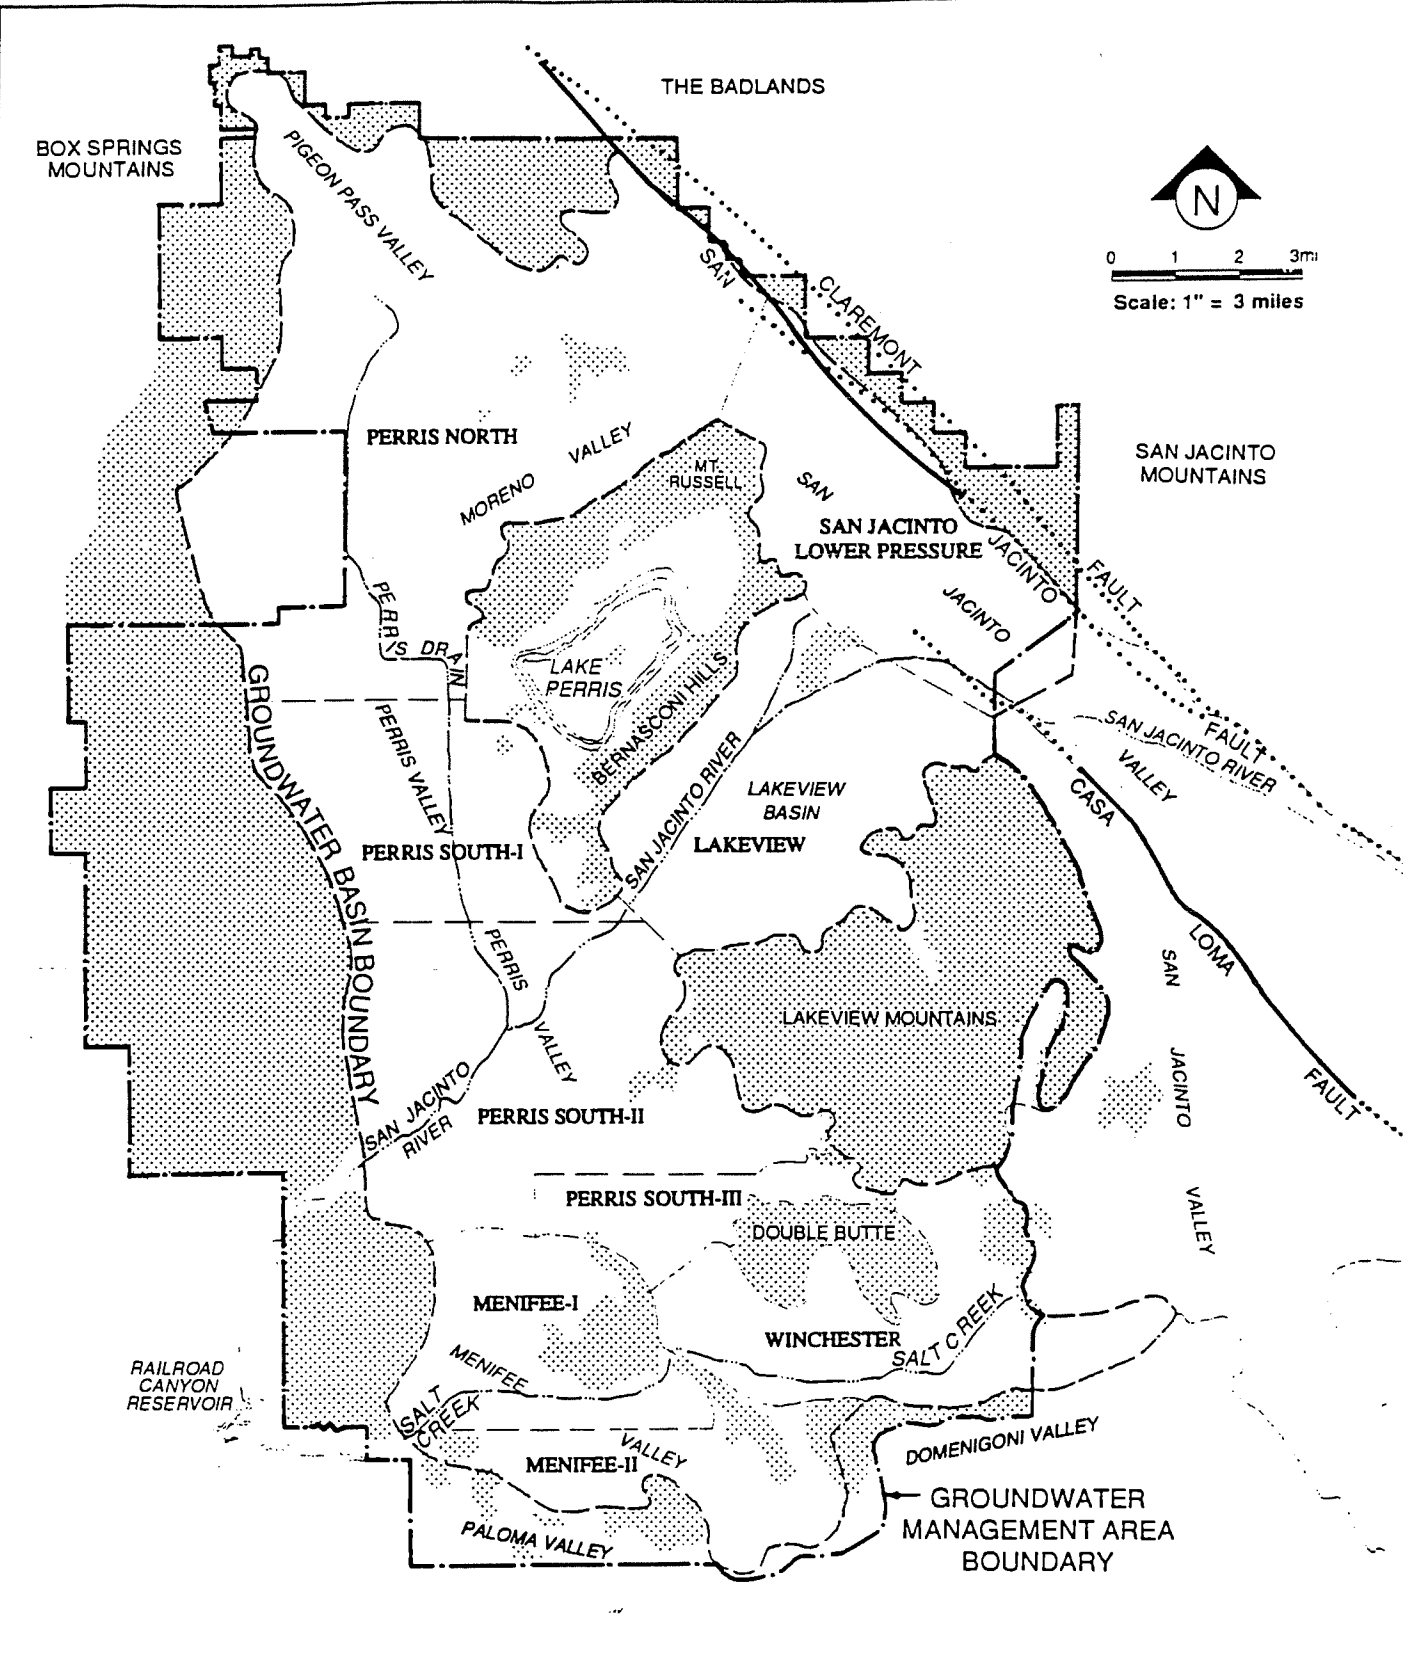 THE BADLANDS
BOX SPRINGS
MOUNTAINS
PIGEON PASS VALLEY
N
0 1 2 3mi
Scale: 1" = 3 miles
SAN
CLAREMONT
PERRIS NORTH
MORENO VALLEY
MT.
RUSSELL
SAN JACINTO
MOUNTAINS
SAN
SAN JACINTO
LOWER PRESSURE
JACINTO
FAULT
JACINTO
PERRIS DRAIN
LAKE
PERRIS
BERNASCONI HILLS
GROUNDWATER BASIN BOUNDARY
PERRIS VALLEY
SAN JACINTO RIVER
FAULT
SAN JACINTO RIVER
VALLEY
LAKEVIEW
BASIN
CASA
LOMA
FAULT
PERRIS SOUTH-I
LAKEVIEW
PERRIS
VALLEY
SAN
JACINTO
VALLEY
LAKEVIEW MOUNTAINS
SAN JACINTO
RIVER
PERRIS SOUTH-II
PERRIS SOUTH-III
DOUBLE BUTTE
MENIFEE-I
WINCHESTER
SALT CREEK
MENIFEE
VALLEY
RAILROAD
CANYON
RESERVOIR
SALT
CREEK
MENIFEE-II
DOMENIGONI VALLEY
PALOMA VALLEY
GROUNDWATER
MANAGEMENT AREA
BOUNDARY